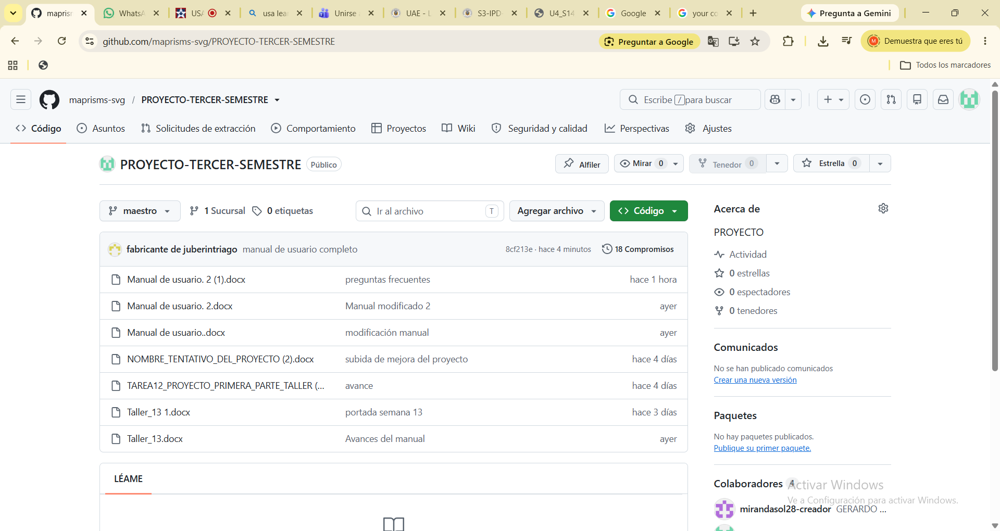 maprism
WhatsA
USA
usa lear
Unirse a
UAE - L
S3-IPD-
U4_S14
Google
your co
Pregunta a Gemini
github.com/maprisms-svg/PROYECTO-TERCER-SEMESTRE
Preguntar a Google
Demuestra que eres tú
Todos los marcadores
maprisms-svg / PROYECTO-TERCER-SEMESTRE
Escribe / para buscar
Código
Asuntos
Solicitudes de extracción
Comportamiento
Proyectos
Wiki
Seguridad y calidad
Perspectivas
Ajustes
PROYECTO-TERCER-SEMESTRE Público
Alfiler
Mirar 0
Tenedor 0
Estrella 0
maestro
1 Sucursal
0 etiquetas
Ir al archivo T
Agregar archivo
Código
fabricante de juberintriago manual de usuario completo 8cf213e · hace 4 minutos 18 Compromisos
Manual de usuario. 2 (1).docx preguntas frecuentes hace 1 hora
Manual de usuario. 2.docx Manual modificado 2 ayer
Manual de usuario..docx modificación manual ayer
NOMBRE_TENTATIVO_DEL_PROYECTO (2).docx subida de mejora del proyecto hace 4 días
TAREA12_PROYECTO_PRIMERA_PARTE_TALLER (... avance hace 4 días
Taller_13 1.docx portada semana 13 hace 3 días
Taller_13.docx Avances del manual ayer
LÉAME
Acerca de
PROYECTO
Actividad
0 estrellas
0 espectadores
0 tenedores
Comunicados
No se han publicado comunicados
Crear una nueva versión
Paquetes
No hay paquetes publicados.
Publique su primer paquete.
Colaboradores 4
mirandasol28-creador GERARDO ...
Activar Windows
Ve a Configuración para activar Windows.